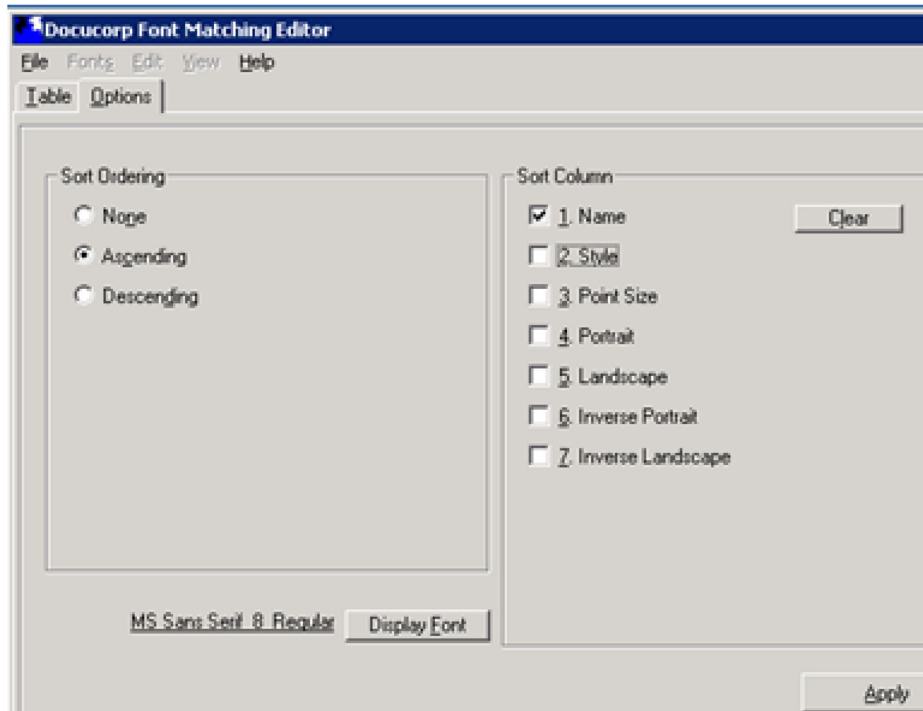 Docucorp Font Matching Editor
File Fonts Edit View Help
Table Options
Sort Ordering
None
Ascending
Descending
MS Sans Serif 8 Regular Display Font
Sort Column
1. Name Clear
2. Style
3. Point Size
4. Portrait
5. Landscape
6. Inverse Portrait
7. Inverse Landscape
Apply